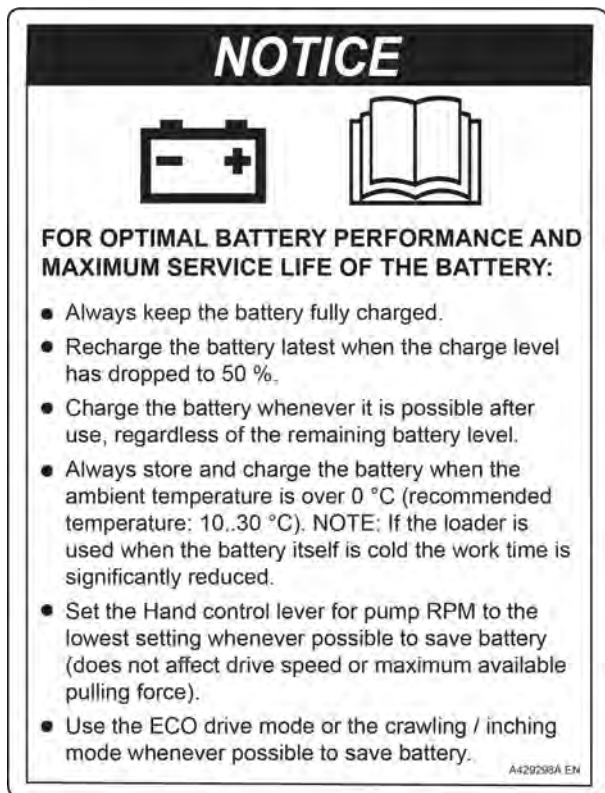 NOTICE
FOR OPTIMAL BATTERY PERFORMANCE AND
MAXIMUM SERVICE LIFE OF THE BATTERY:
● Always keep the battery fully charged.
● Recharge the battery latest when the charge level
has dropped to 50 %.
● Charge the battery whenever it is possible after
use, regardless of the remaining battery level.
● Always store and charge the battery when the
ambient temperature is over 0 °C (recommended
temperature: 10..30 °C). NOTE: If the loader is
used when the battery itself is cold the work time is
significantly reduced.
● Set the Hand control lever for pump RPM to the
lowest setting whenever possible to save battery
(does not affect drive speed or maximum available
pulling force).
● Use the ECO drive mode or the crawling / inching
mode whenever possible to save battery.
A429298A EN